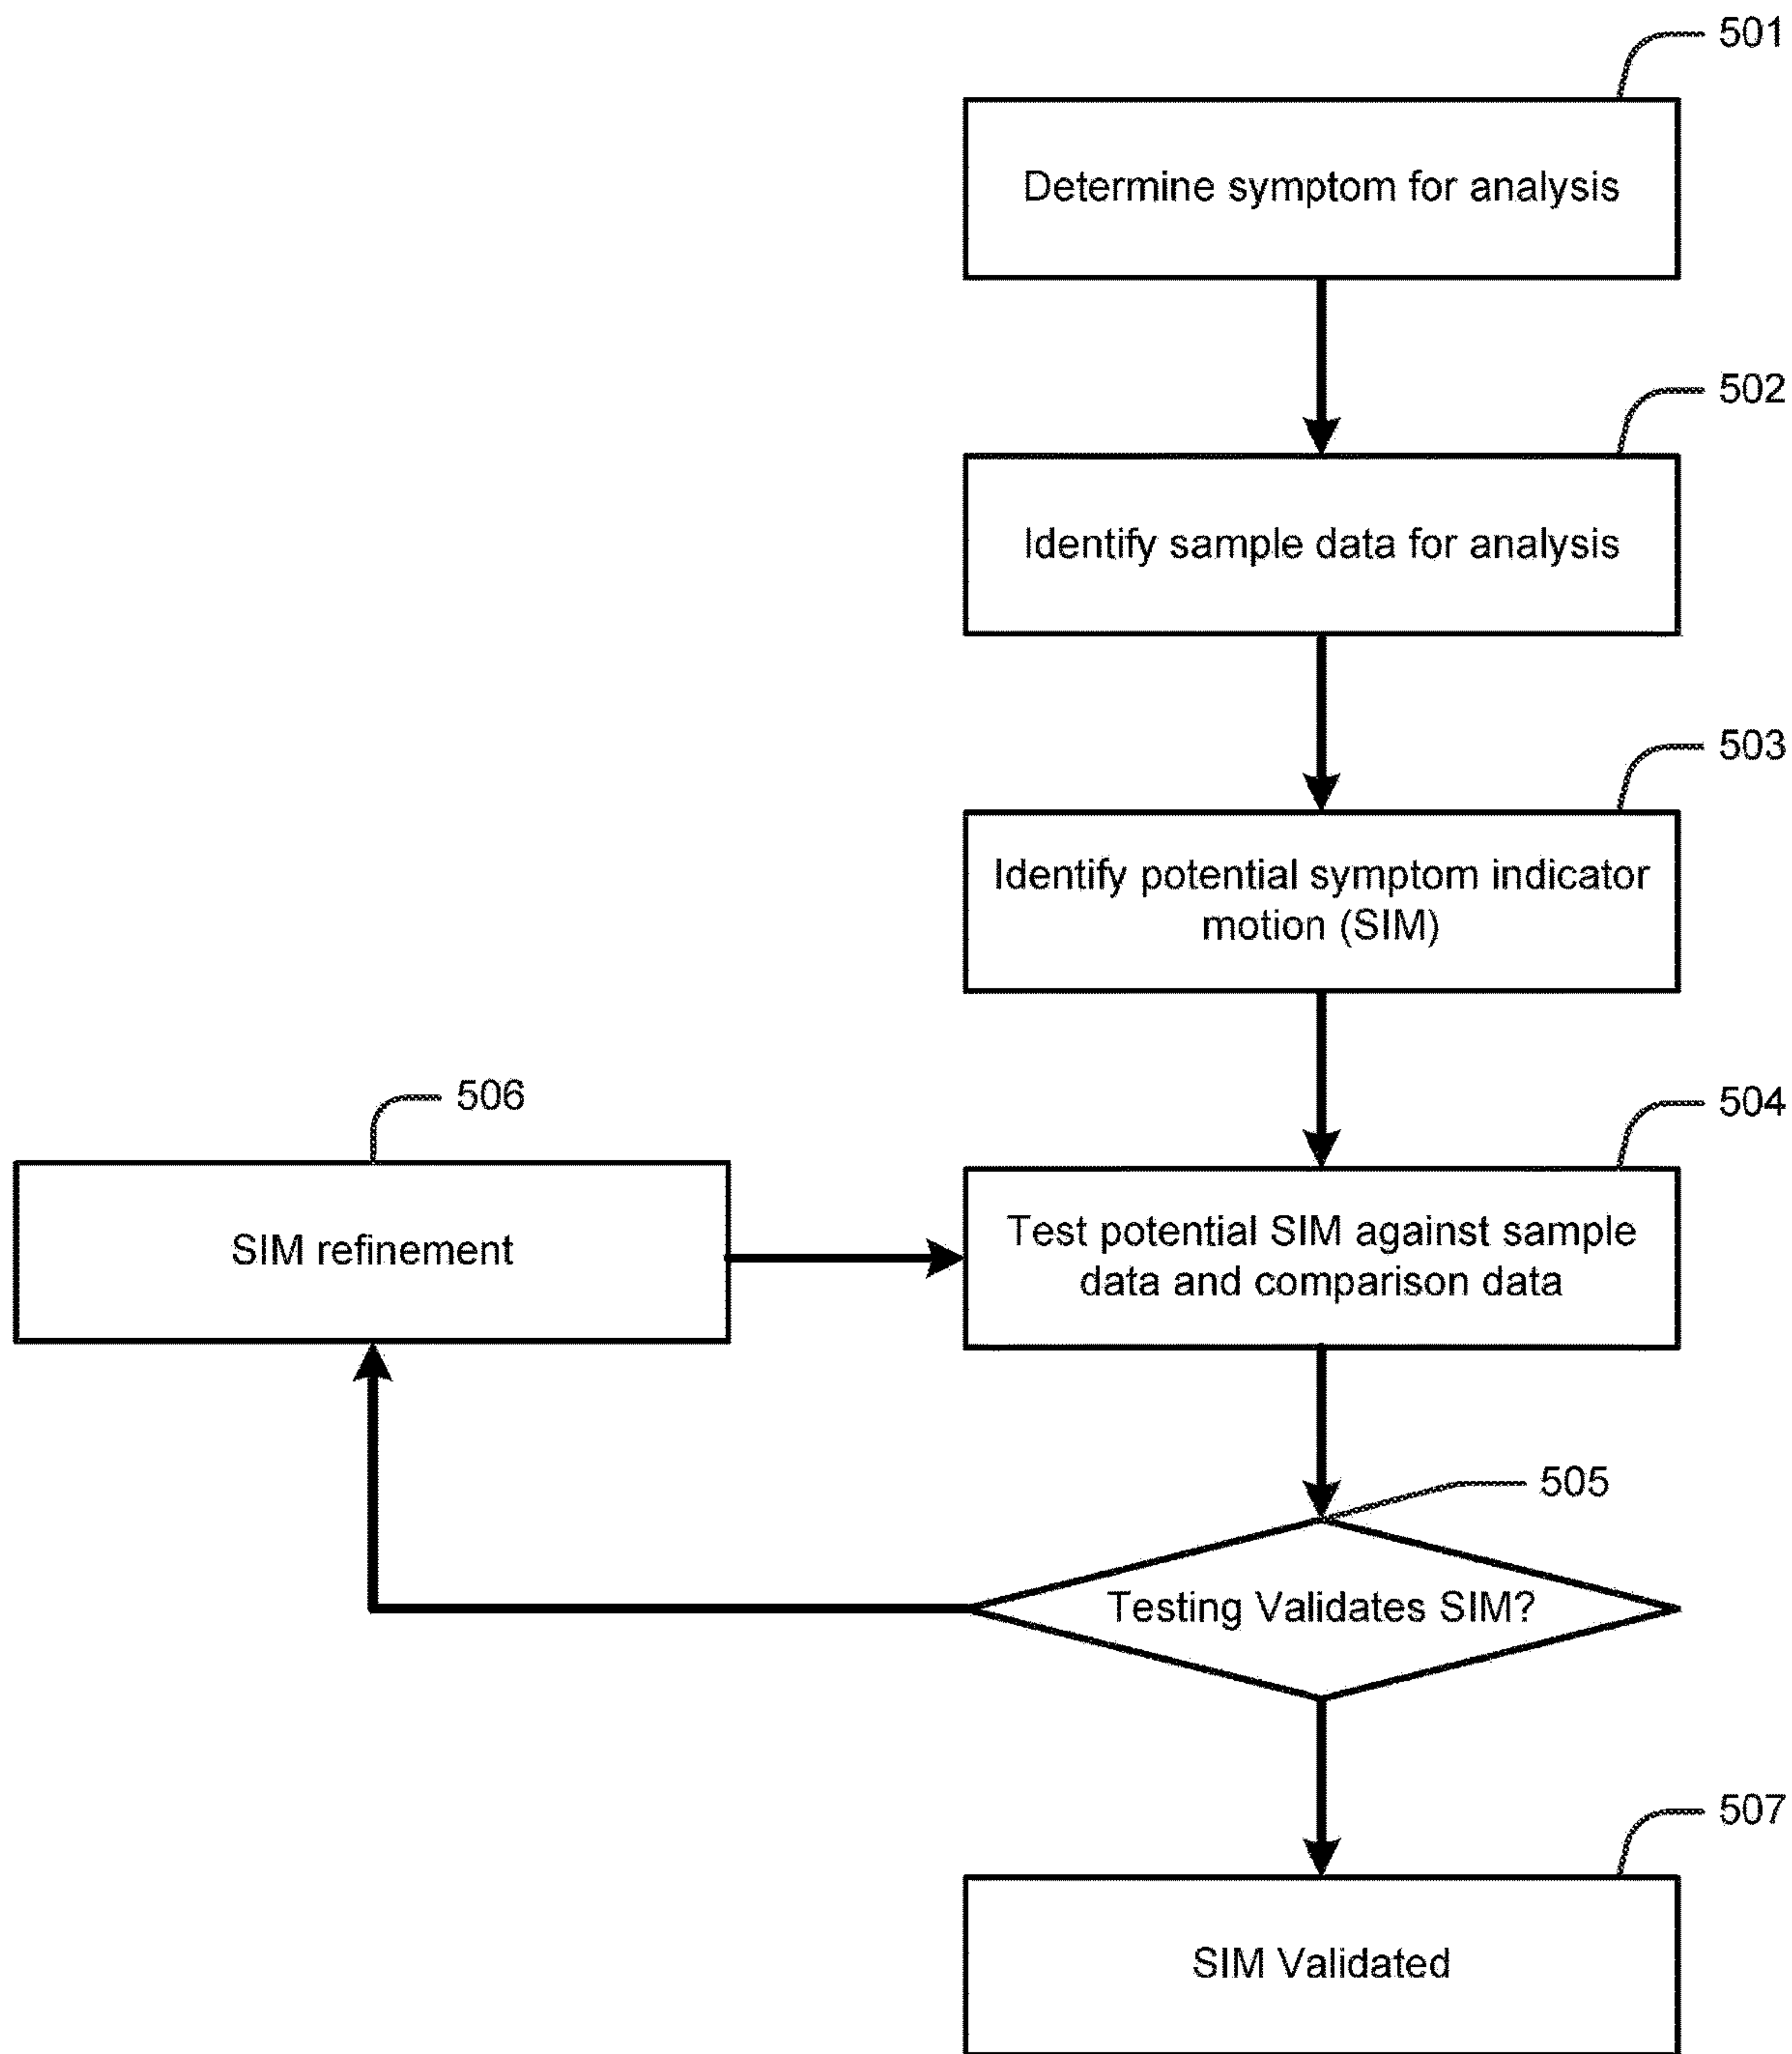 501
Determine symptom for analysis
502
Identify sample data for analysis
503
Identify potential symptom indicator
motion (SIM)
506
504
SIM refinement
Test potential SIM against sample
data and comparison data
505
Testing Validates SIM?
507
SIM Validated